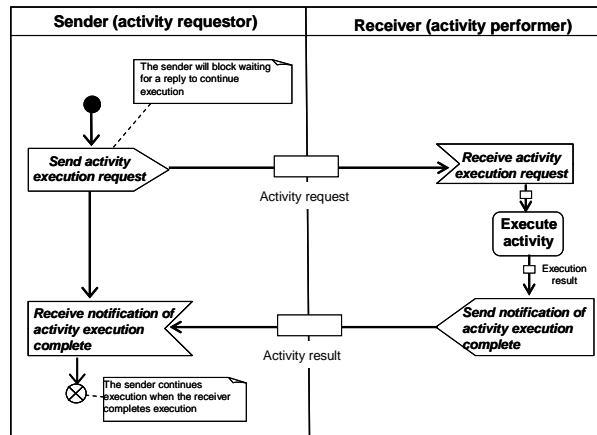 Sender (activity requestor)
Receiver (activity performer)
The sender will block waiting
for a reply to continue
execution
Send activity
execution request
Receive activity
execution request
Activity request
Execute
activity
Execution
result
Receive notification of
activity execution
complete
Send notification of
activity execution
complete
Activity result
The sender continues
execution when the receiver
completes execution